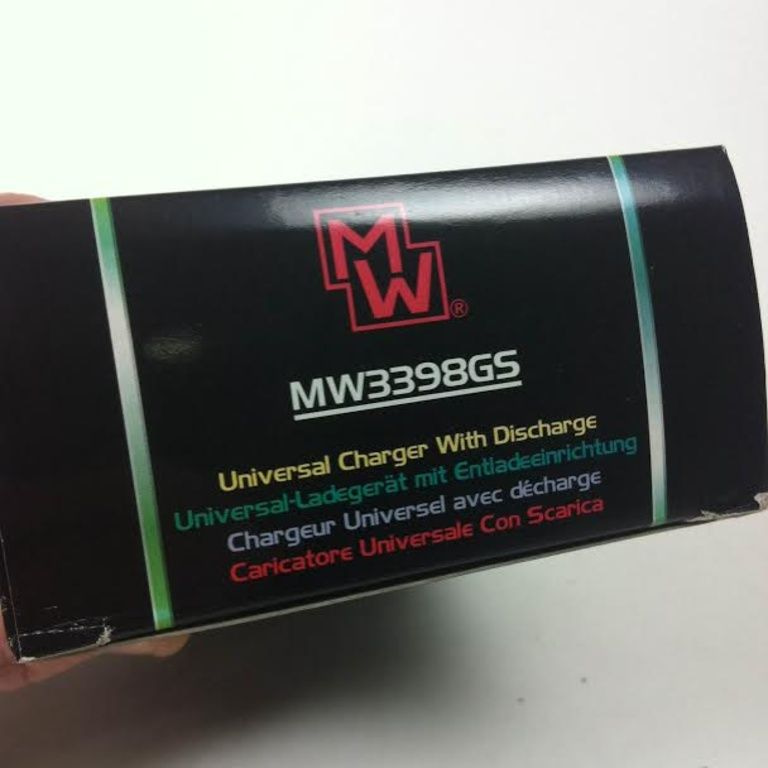 MW®
MW3398GS
Universal Charger With Discharge
Universal-Ladegerät mit Entladeeinrichtung
Chargeur Universel avec décharge
Caricatore Universale Con Scarica